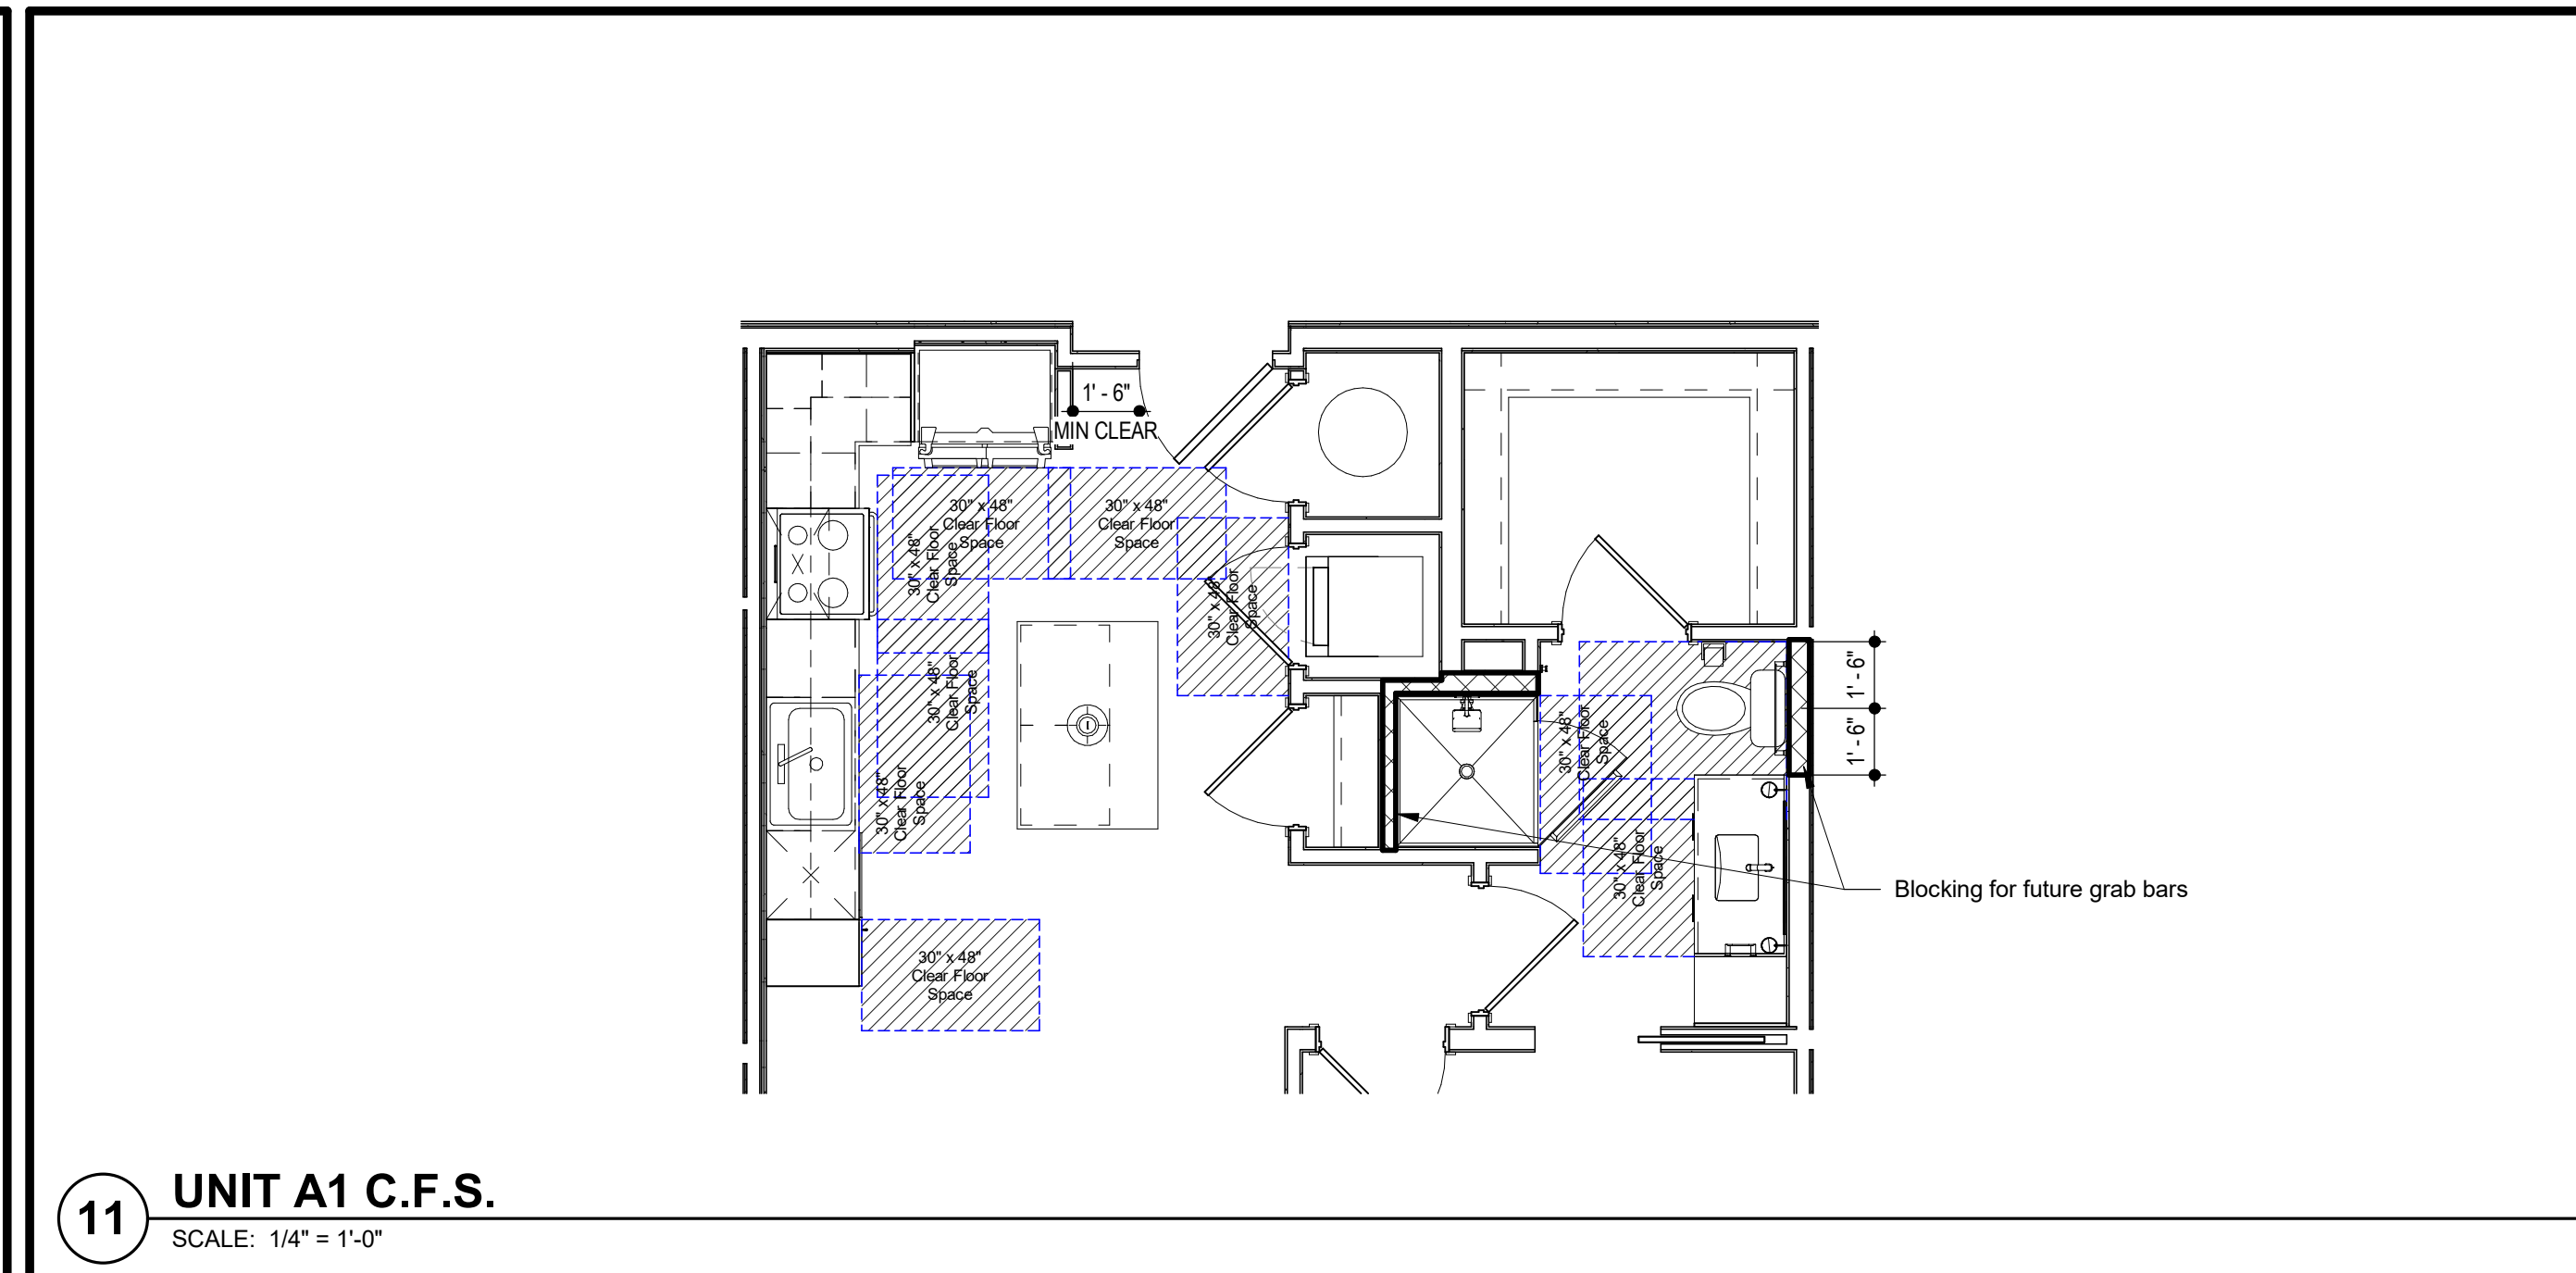 1' - 6"
MIN CLEAR
30" x 48"
Clear Floor
Space
30" x 48"
Clear Floor
Space
30" x 48"
Clear Floor
Space
30" x 48"
Clear Floor
Space
30" x 48"
Clear Floor
Space
30" x 48"
Clear Floor
Space
30" x 48"
Clear Floor
Space
30" x 48"
Clear Floor
Space
30" x 48"
Clear Floor
Space
1' - 6"
1' - 6"
Blocking for future grab bars
11
UNIT A1 C.F.S.
SCALE: 1/4" = 1'-0"